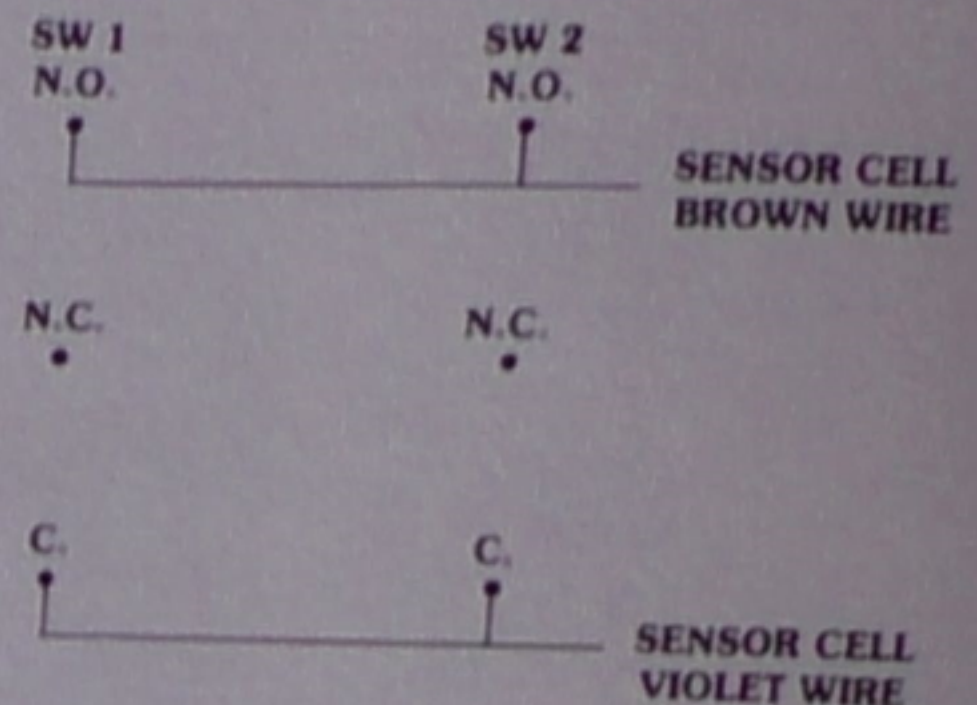 SW 1
N.O.
SW 2
N.O.
SENSOR CELL
BROWN WIRE
N.C.
N.C.
C.
C.
SENSOR CELL
VIOLET WIRE